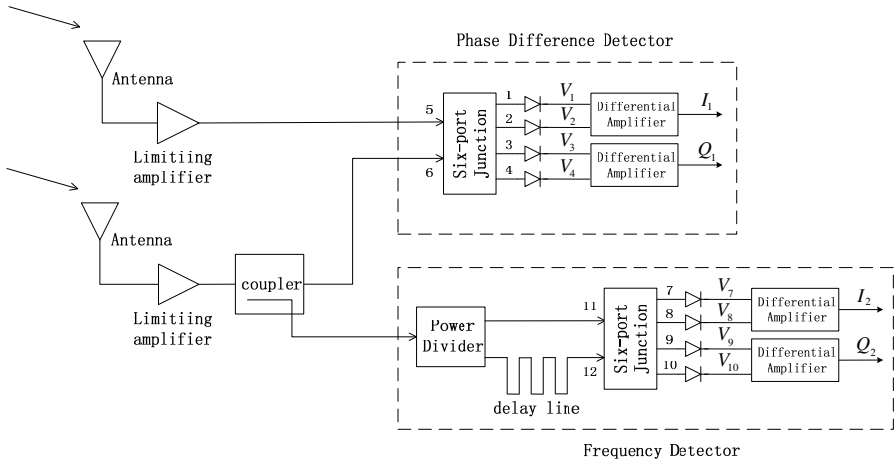 Phase Difference Detector
Antenna
Limitiing
amplifier
5
6
Six-port
Junction
1
2
3
4
V1
V2
V3
V4
Differential
Amplifier
Differential
Amplifier
I1
Q1
Antenna
Limitiing
amplifier
coupler
Power
Divider
delay line
11
12
Six-port
Junction
7
8
9
10
V7
V8
V9
V10
Differential
Amplifier
Differential
Amplifier
I2
Q2
Frequency Detector